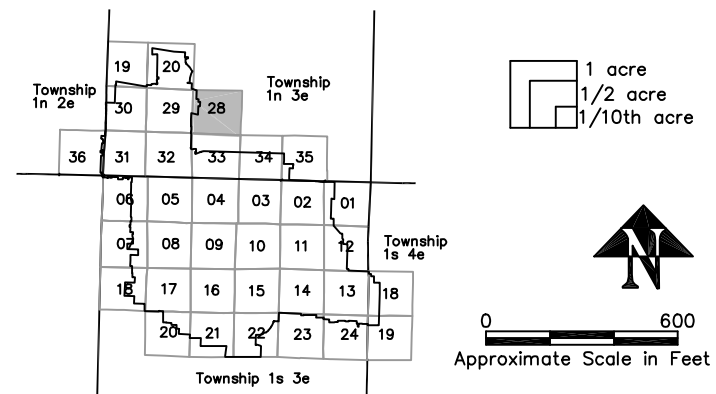 19 20
Township
1n 2e
Township
1n 3e
30 29 28
36 31 32 33 34 35
06 05 04 03 02 01
07 08 09 10 11 12
Township
1s 4e
18 17 16 15 14 13 18
20 21 22 23 24 19
Township 1s 3e
1 acre
1/2 acre
1/10th acre
N
0 600
Approximate Scale in Feet